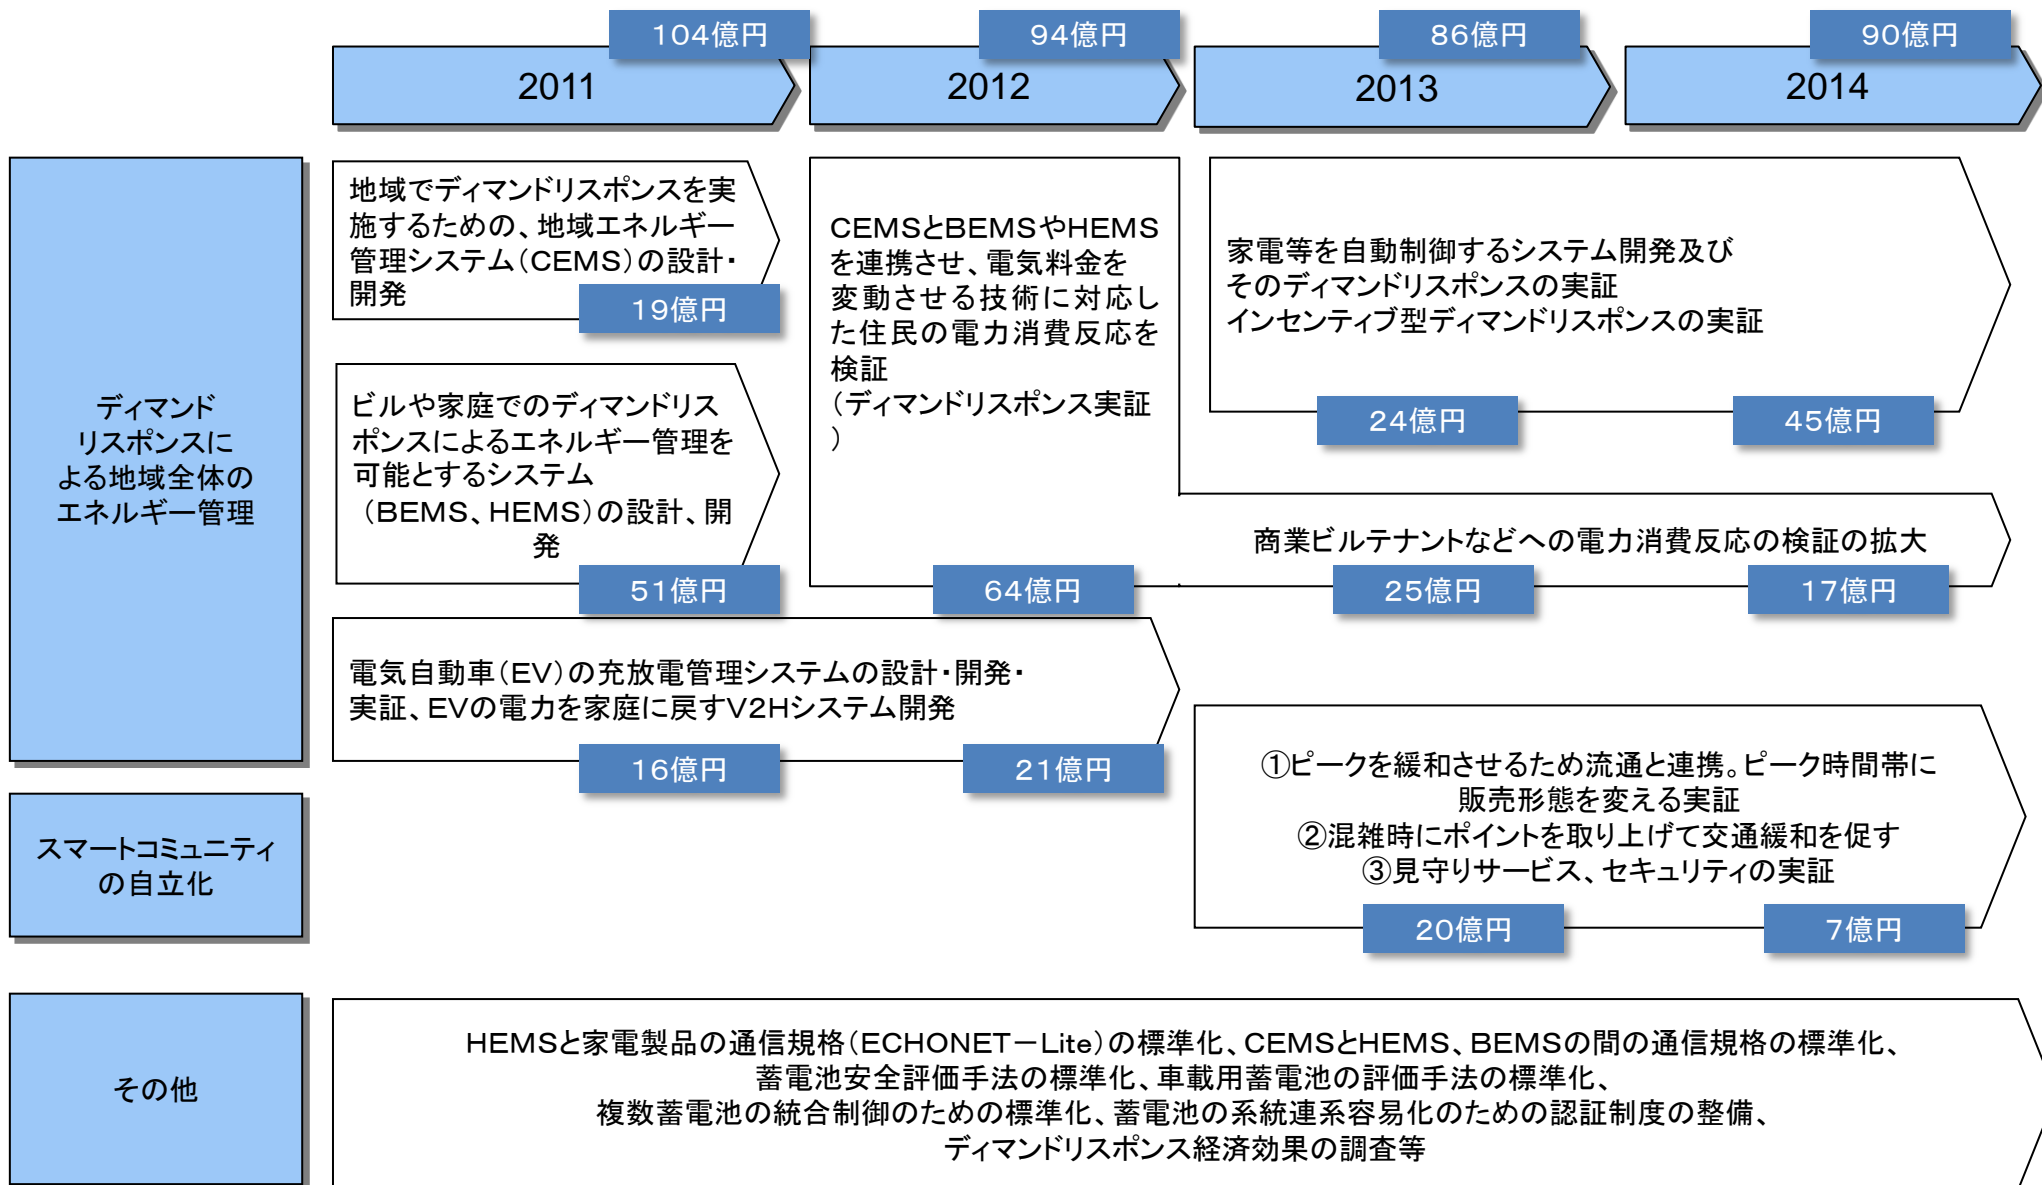 104億円
94億円
86億円
90億円
2011
2012
2013
2014
ディマンド
リスポンスに
よる地域全体の
エネルギー管理
地域でディマンドリスポンスを実
施するための、地域エネルギー
管理システム(CEMS)の設計・
開発
19億円
ビルや家庭でのディマンドリス
ポンスによるエネルギー管理を
可能とするシステム
(BEMS、HEMS)の設計、開
発
51億円
CEMSとBEMSやHEMS
を連携させ、電気料金を
変動させる技術に対応し
た住民の電力消費反応を
検証
(ディマンドリスポンス実証
)
64億円
家電等を自動制御するシステム開発及び
そのディマンドリスポンスの実証
インセンティブ型ディマンドリスポンスの実証
24億円
45億円
商業ビルテナントなどへの電力消費反応の検証の拡大
25億円
17億円
電気自動車(EV)の充放電管理システムの設計・開発・
実証、EVの電力を家庭に戻すV2Hシステム開発
16億円
21億円
スマートコミュニティ
の自立化
①ピークを緩和させるため流通と連携。ピーク時間帯に
販売形態を変える実証
②混雑時にポイントを取り上げて交通緩和を促す
③見守りサービス、セキュリティの実証
20億円
7億円
その他
HEMSと家電製品の通信規格(ECHONET-Lite)の標準化、CEMSとHEMS、BEMSの間の通信規格の標準化、
蓄電池安全評価手法の標準化、車載用蓄電池の評価手法の標準化、
複数蓄電池の統合制御のための標準化、蓄電池の系統連系容易化のための認証制度の整備、
ディマンドリスポンス経済効果の調査等